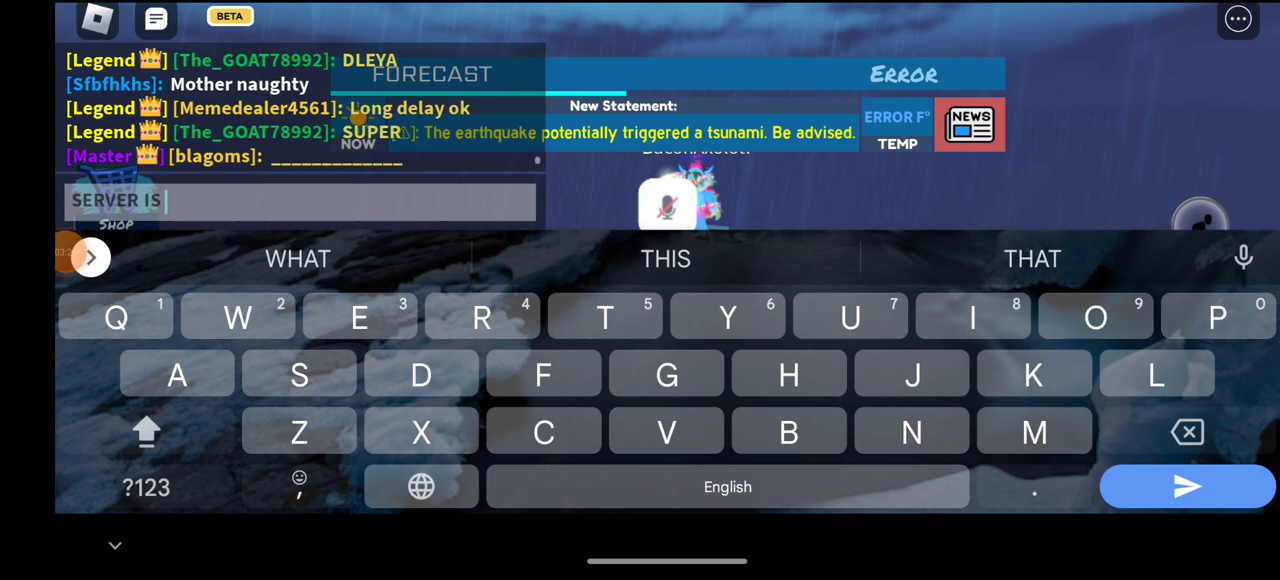 BETA
[Legend👑] [The_GOAT78992]: DLEYA
[Sfbfhkhs]: Mother naughty
[Legend👑] [Memedealer4561]: Long delay ok
[Legend👑] [The_GOAT78992]: SUPER
[Master👑] [blagoms]: _____________
SERVER IS
SHOP
FORECAST
ERROR
New Statement:
[⚠]: The earthquake potentially triggered a tsunami. Be advised.
NOW
ERROR F°
TEMP
NEWS
WHAT THIS THAT
Q 1 W 2 E 3 R 4 T 5 Y 6 U 7 I 8 O 9 P 0
A S D F G H J K L
Z X C V B N M
?123 , English .